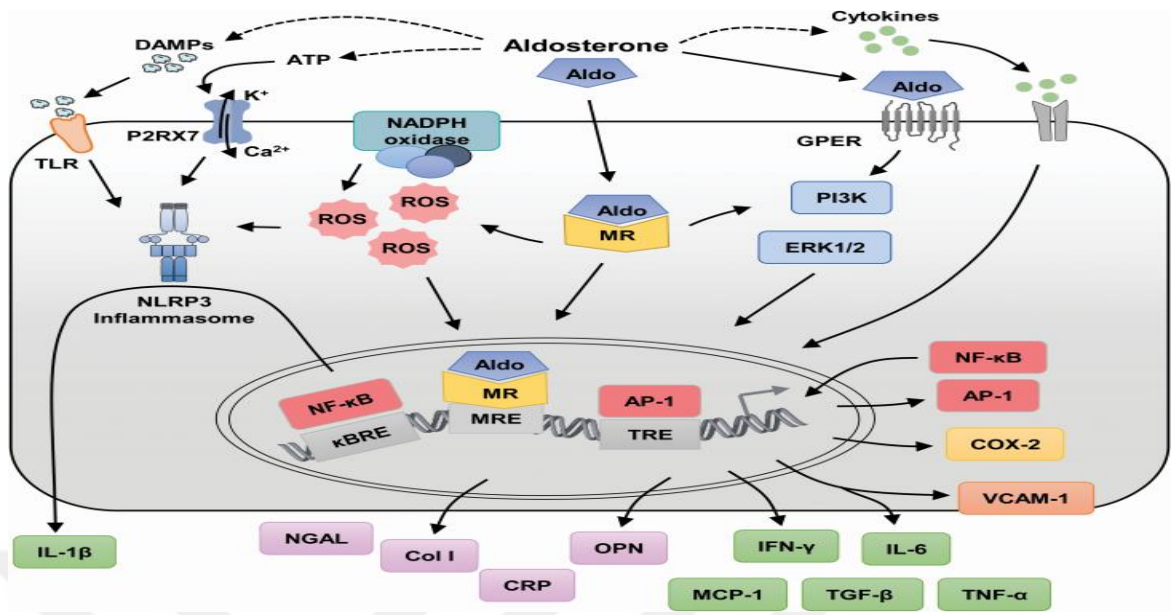 Cytokines
DAMPs
Aldosterone
ATP
Aldo
Aldo
K⁺
P2RX7
NADPH
oxidase
Ca²⁺
TLR
GPER
ROS
ROS
ROS
Aldo
MR
PI3K
ERK1/2
NLRP3
Inflammasome
Aldo
MR
MRE
NF-κB
κBRE
AP-1
TRE
NF-κB
AP-1
COX-2
VCAM-1
IL-1β
NGAL
Col I
CRP
OPN
IFN-γ
IL-6
MCP-1
TGF-β
TNF-α